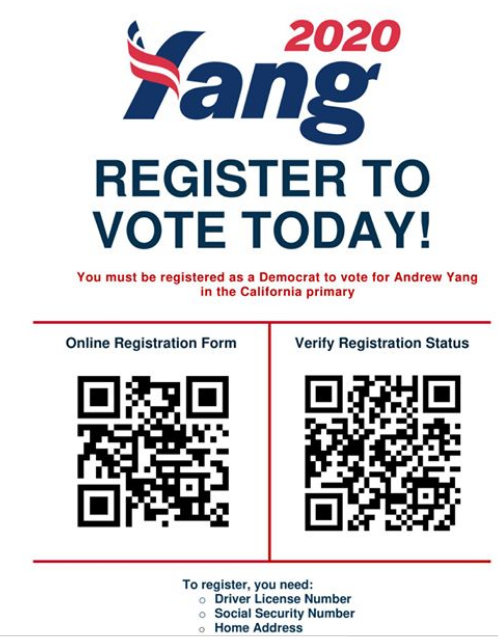 2020
Yang
REGISTER TO
VOTE TODAY!
You must be registered as a Democrat to vote for Andrew Yang
in the California primary
Online Registration Form
Verify Registration Status
To register, you need:
○ Driver License Number
○ Social Security Number
○ Home Address